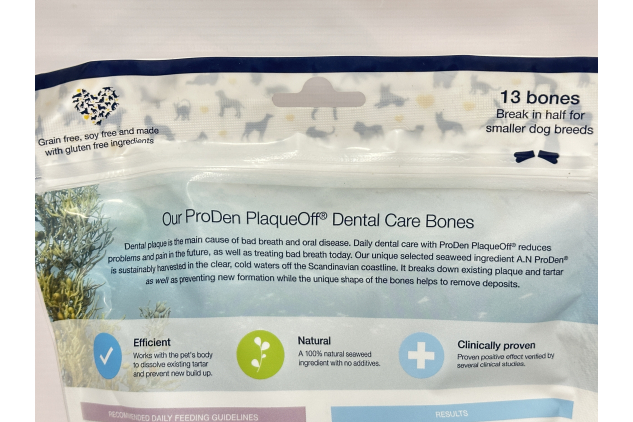 Grain free, soy free and made
with gluten free ingredients
13 bones
Break in half for
smaller dog breeds
Our ProDen PlaqueOff® Dental Care Bones
Dental plaque is the main cause of bad breath and oral disease. Daily dental care with ProDen PlaqueOff® reduces
problems and pain in the future, as well as treating bad breath today. Our unique selected seaweed ingredient A.N ProDen®
is sustainably harvested in the clear, cold waters off the Scandinavian coastline. It breaks down existing plaque and tartar
as well as preventing new formation while the unique shape of the bones helps to remove deposits.
Efficient
Works with the pet's body
to dissolve existing tartar
and prevent new build up.
Natural
A 100% natural seaweed
ingredient with no additives.
Clinically proven
Proven positive effect verified by
several clinical studies.
RECOMMENDED DAILY FEEDING GUIDELINES
RESULTS